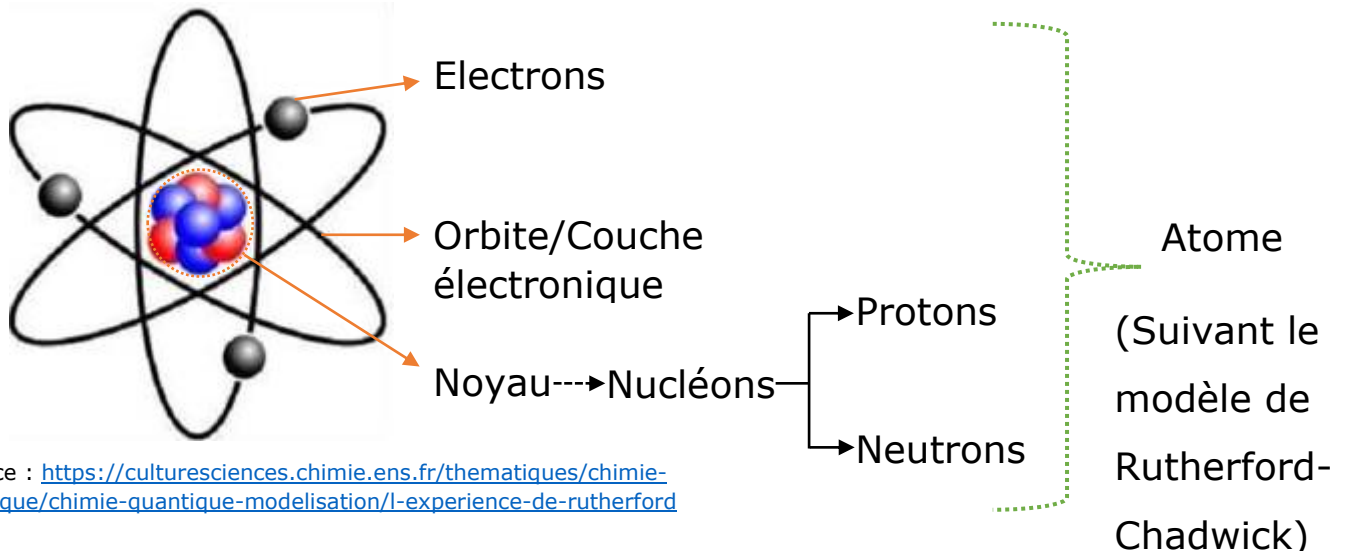 Electrons
Orbite/Couche
électronique
Noyau
Nucléons
Protons
Neutrons
Atome
(Suivant le
modèle de
Rutherford-
Chadwick)
ce : https://culturesciences.chimie.ens.fr/thematiques/chimie-
que/chimie-quantique-modelisation/l-experience-de-rutherford